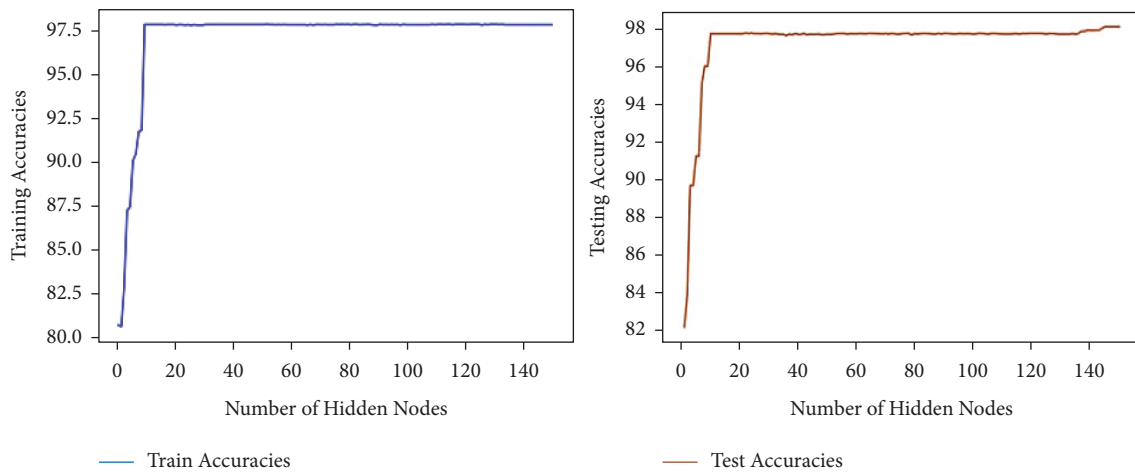 97.5
95.0
92.5
90.0
87.5
85.0
82.5
80.0
Training Accuracies
0 20 40 60 80 100 120 140
Number of Hidden Nodes
Train Accuracies
98
96
94
92
90
88
86
84
82
Testing Accuracies
0 20 40 60 80 100 120 140
Number of Hidden Nodes
Test Accuracies